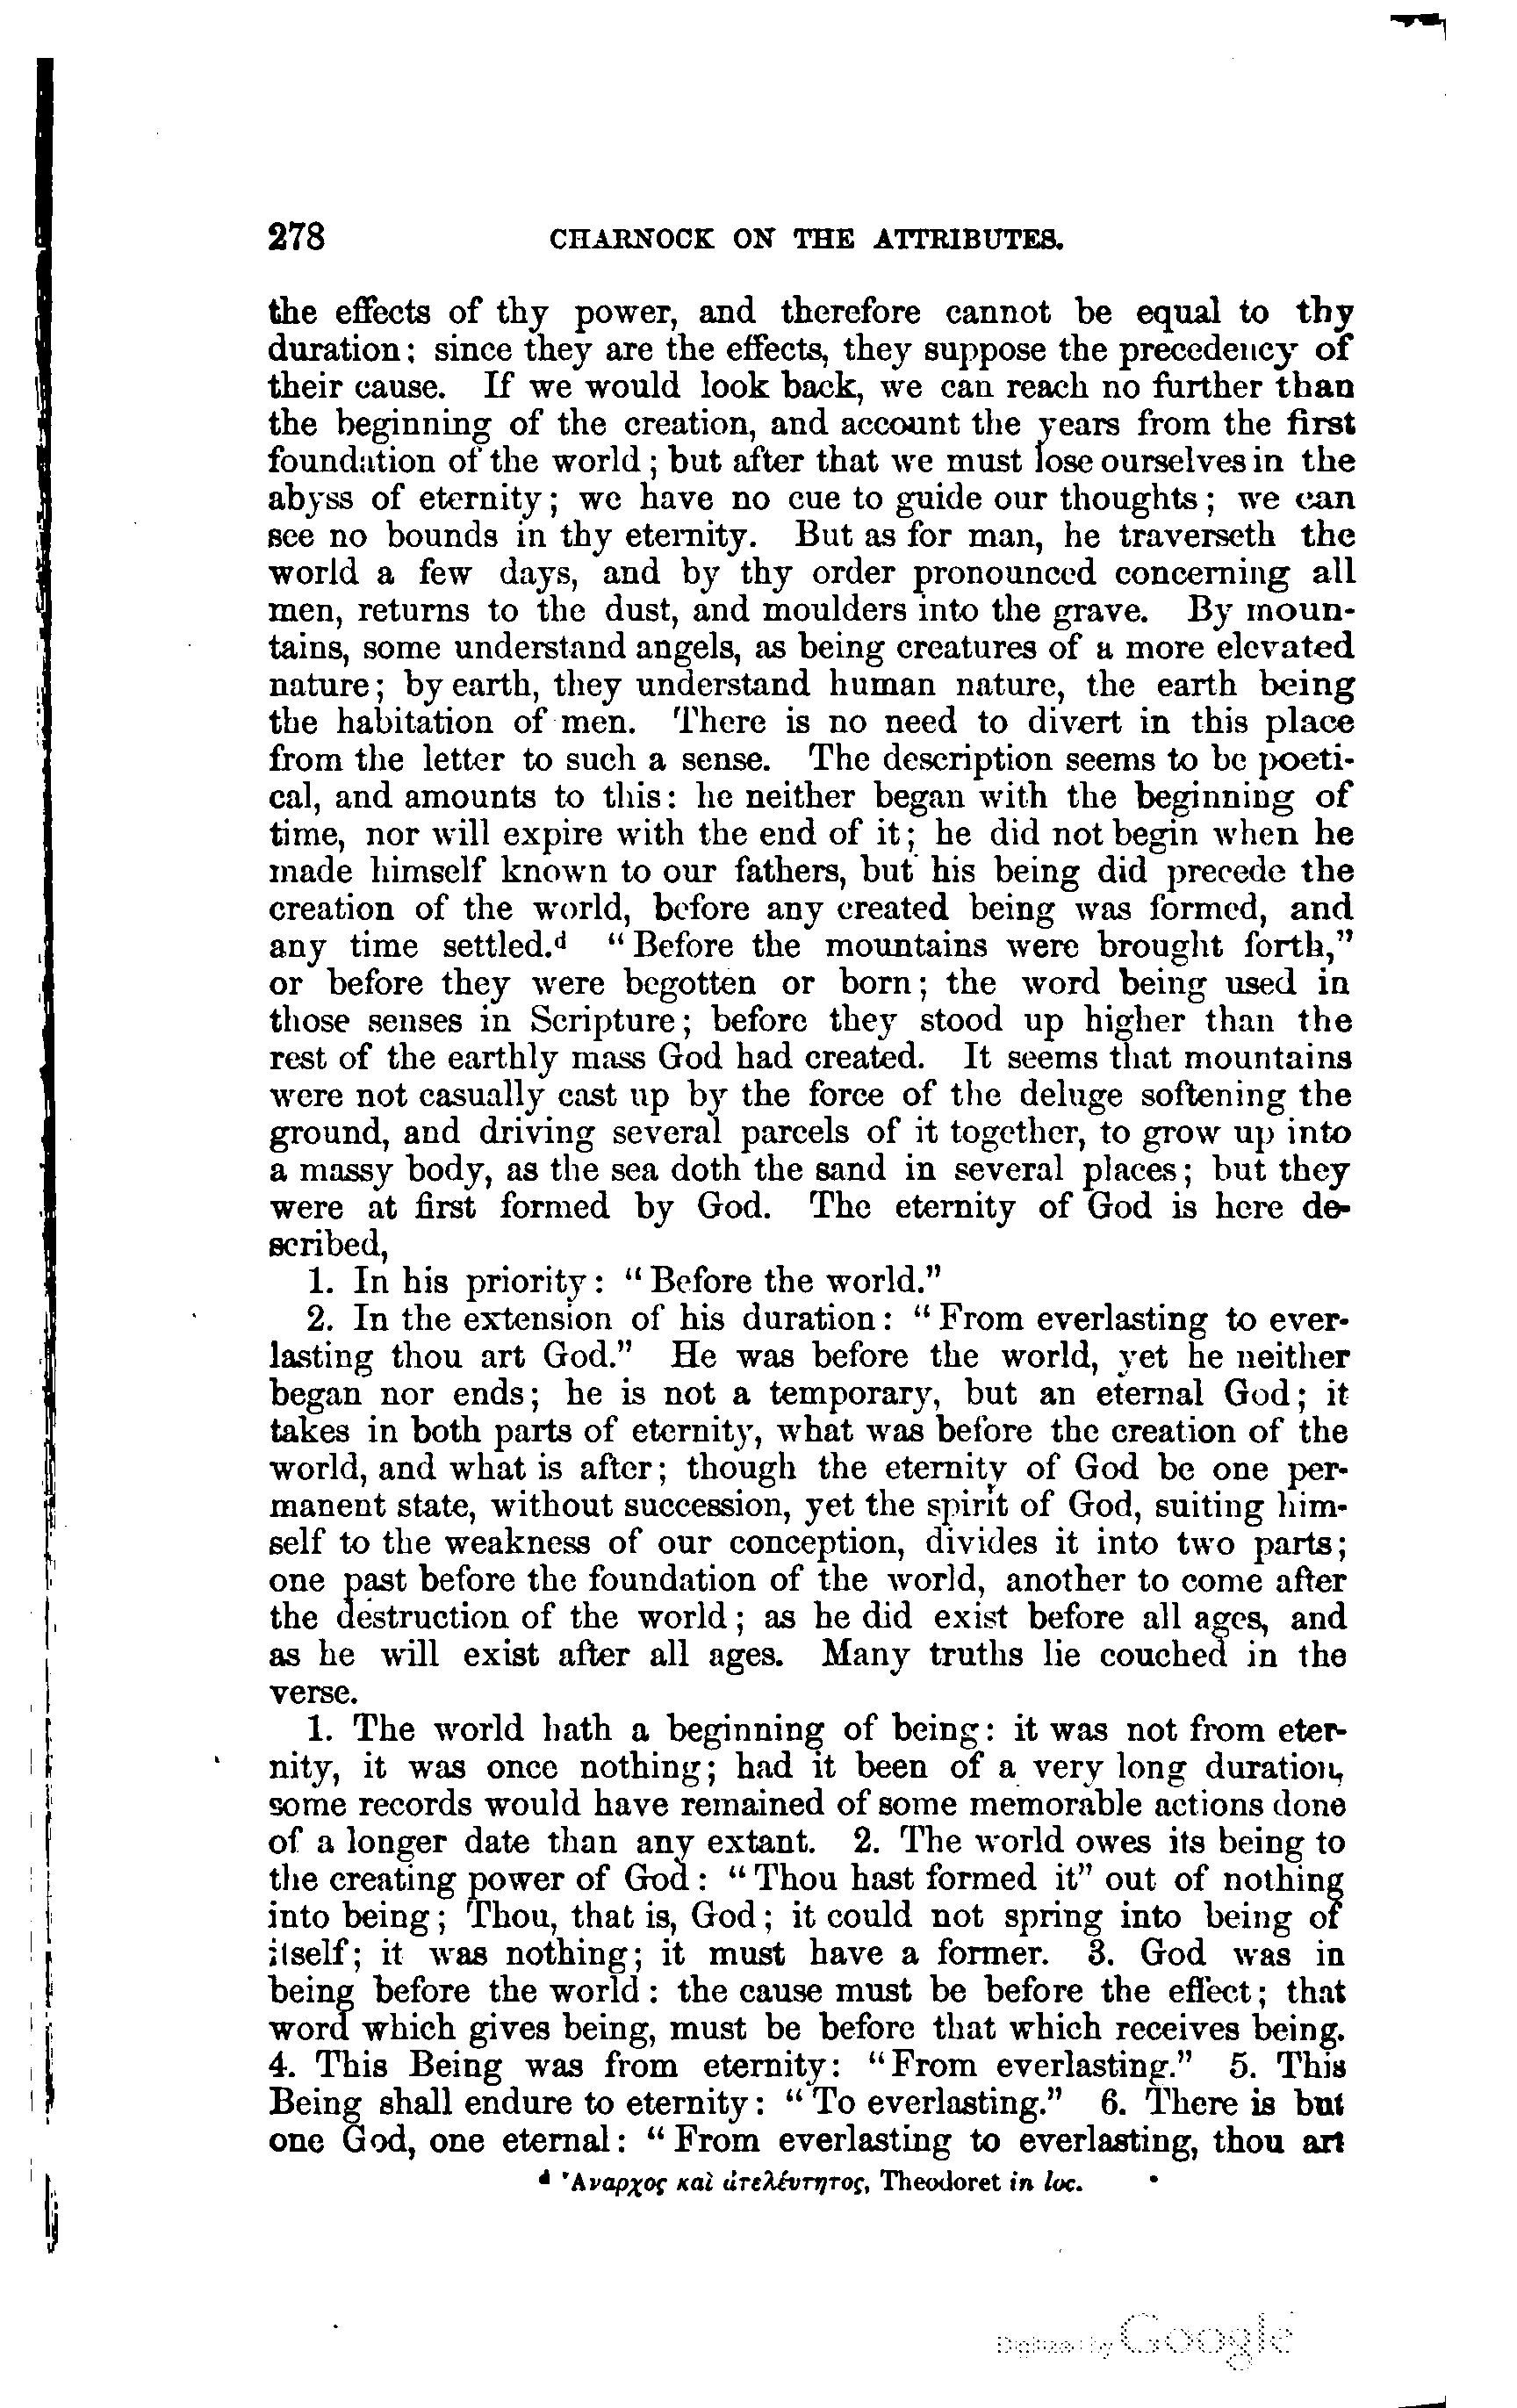 278 CHARNOCK ON THE ATTRIBUTES.
the effects of thy power, and therefore cannot be equal to thy
duration; since they are the effects, they suppose the precedency of
their cause. If we would look back, we can reach no further than
the beginning of the creation, and account the years from the first
foundation of the world; but after that we must lose ourselves in the
abyss of eternity; we have no cue to guide our thoughts; we can
see no bounds in thy eternity. But as for man, he traverseth the
world a few days, and by thy order pronounced concerning all
men, returns to the dust, and moulders into the grave. By moun-
tains, some understand angels, as being creatures of a more elevated
nature; by earth, they understand human nature, the earth being
the habitation of men. There is no need to divert in this place
from the letter to such a sense. The description seems to be poeti-
cal, and amounts to this: he neither began with the beginning of
time, nor will expire with the end of it; he did not begin when he
made himself known to our fathers, but his being did precede the
creation of the world, before any created being was formed, and
any time settled.ᵈ "Before the mountains were brought forth,"
or before they were begotten or born; the word being used in
those senses in Scripture; before they stood up higher than the
rest of the earthly mass God had created. It seems that mountains
were not casually cast up by the force of the deluge softening the
ground, and driving several parcels of it together, to grow up into
a massy body, as the sea doth the sand in several places; but they
were at first formed by God. The eternity of God is here de-
scribed,
1. In his priority: "Before the world."
2. In the extension of his duration: "From everlasting to ever-
lasting thou art God." He was before the world, yet he neither
began nor ends; he is not a temporary, but an eternal God; it
takes in both parts of eternity, what was before the creation of the
world, and what is after; though the eternity of God be one per-
manent state, without succession, yet the spirit of God, suiting him-
self to the weakness of our conception, divides it into two parts;
one past before the foundation of the world, another to come after
the destruction of the world; as he did exist before all ages, and
as he will exist after all ages. Many truths lie couched in the
verse.
1. The world hath a beginning of being: it was not from eter-
nity, it was once nothing; had it been of a very long duration,
some records would have remained of some memorable actions done
of a longer date than any extant. 2. The world owes its being to
the creating power of God: "Thou hast formed it" out of nothing
into being; Thou, that is, God; it could not spring into being of
itself; it was nothing; it must have a former. 3. God was in
being before the world: the cause must be before the effect; that
word which gives being, must be before that which receives being.
4. This Being was from eternity: "From everlasting." 5. This
Being shall endure to eternity: "To everlasting." 6. There is but
one God, one eternal: "From everlasting to everlasting, thou art
ᵈ Ἀναρχος καὶ ἀτελέυτητος, Theodoret in loc.
Digitized by Google